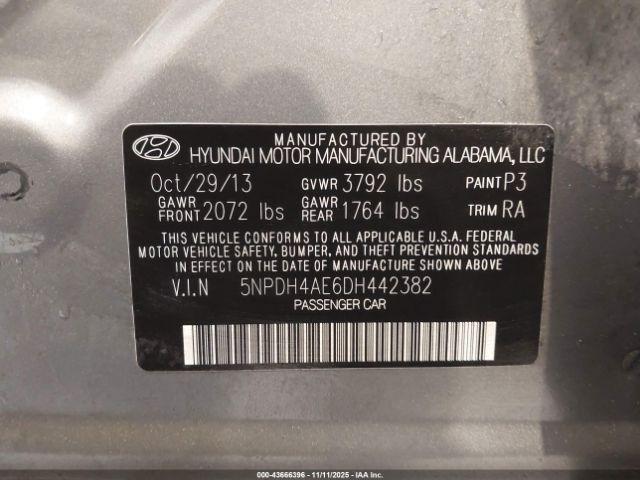 MANUFACTURED BY
HYUNDAI MOTOR MANUFACTURING ALABAMA, LLC
Oct/29/13 GVWR 3792 lbs PAINT P3
GAWR FRONT 2072 lbs GAWR REAR 1764 lbs TRIM RA
THIS VEHICLE CONFORMS TO ALL APPLICABLE U.S.A. FEDERAL
MOTOR VEHICLE SAFETY, BUMPER, AND THEFT PREVENTION STANDARDS
IN EFFECT ON THE DATE OF MANUFACTURE SHOWN ABOVE
V.I.N 5NPDH4AE6DH442382
PASSENGER CAR
000-43666396 - 11/11/2025 - IAAI.COM